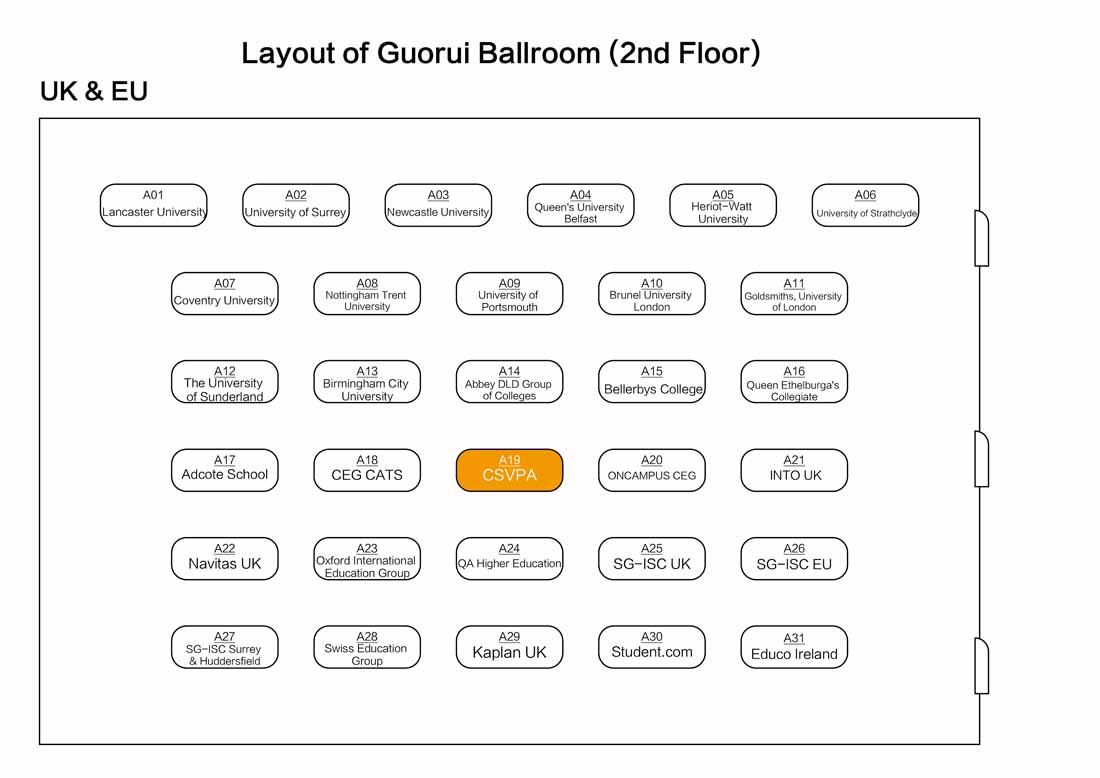 Layout of Guorui Ballroom (2nd Floor)
UK & EU
A01
Lancaster University
A02
University of Surrey
A03
Newcastle University
A04
Queen's University
Belfast
A05
Heriot-Watt
University
A06
University of Strathclyde
A07
Coventry University
A08
Nottingham Trent
University
A09
University of
Portsmouth
A10
Brunel University
London
A11
Goldsmiths, University
of London
A12
The University
of Sunderland
A13
Birmingham City
University
A14
Abbey DLD Group
of Colleges
A15
Bellerbys College
A16
Queen Ethelburga's
Collegiate
A17
Adcote School
A18
CEG CATS
A19
CSVPA
A20
ONCAMPUS CEG
A21
INTO UK
A22
Navitas UK
A23
Oxford International
Education Group
A24
QA Higher Education
A25
SG-ISC UK
A26
SG-ISC EU
A27
SG-ISC Surrey
& Huddersfield
A28
Swiss Education
Group
A29
Kaplan UK
A30
Student.com
A31
Educo Ireland